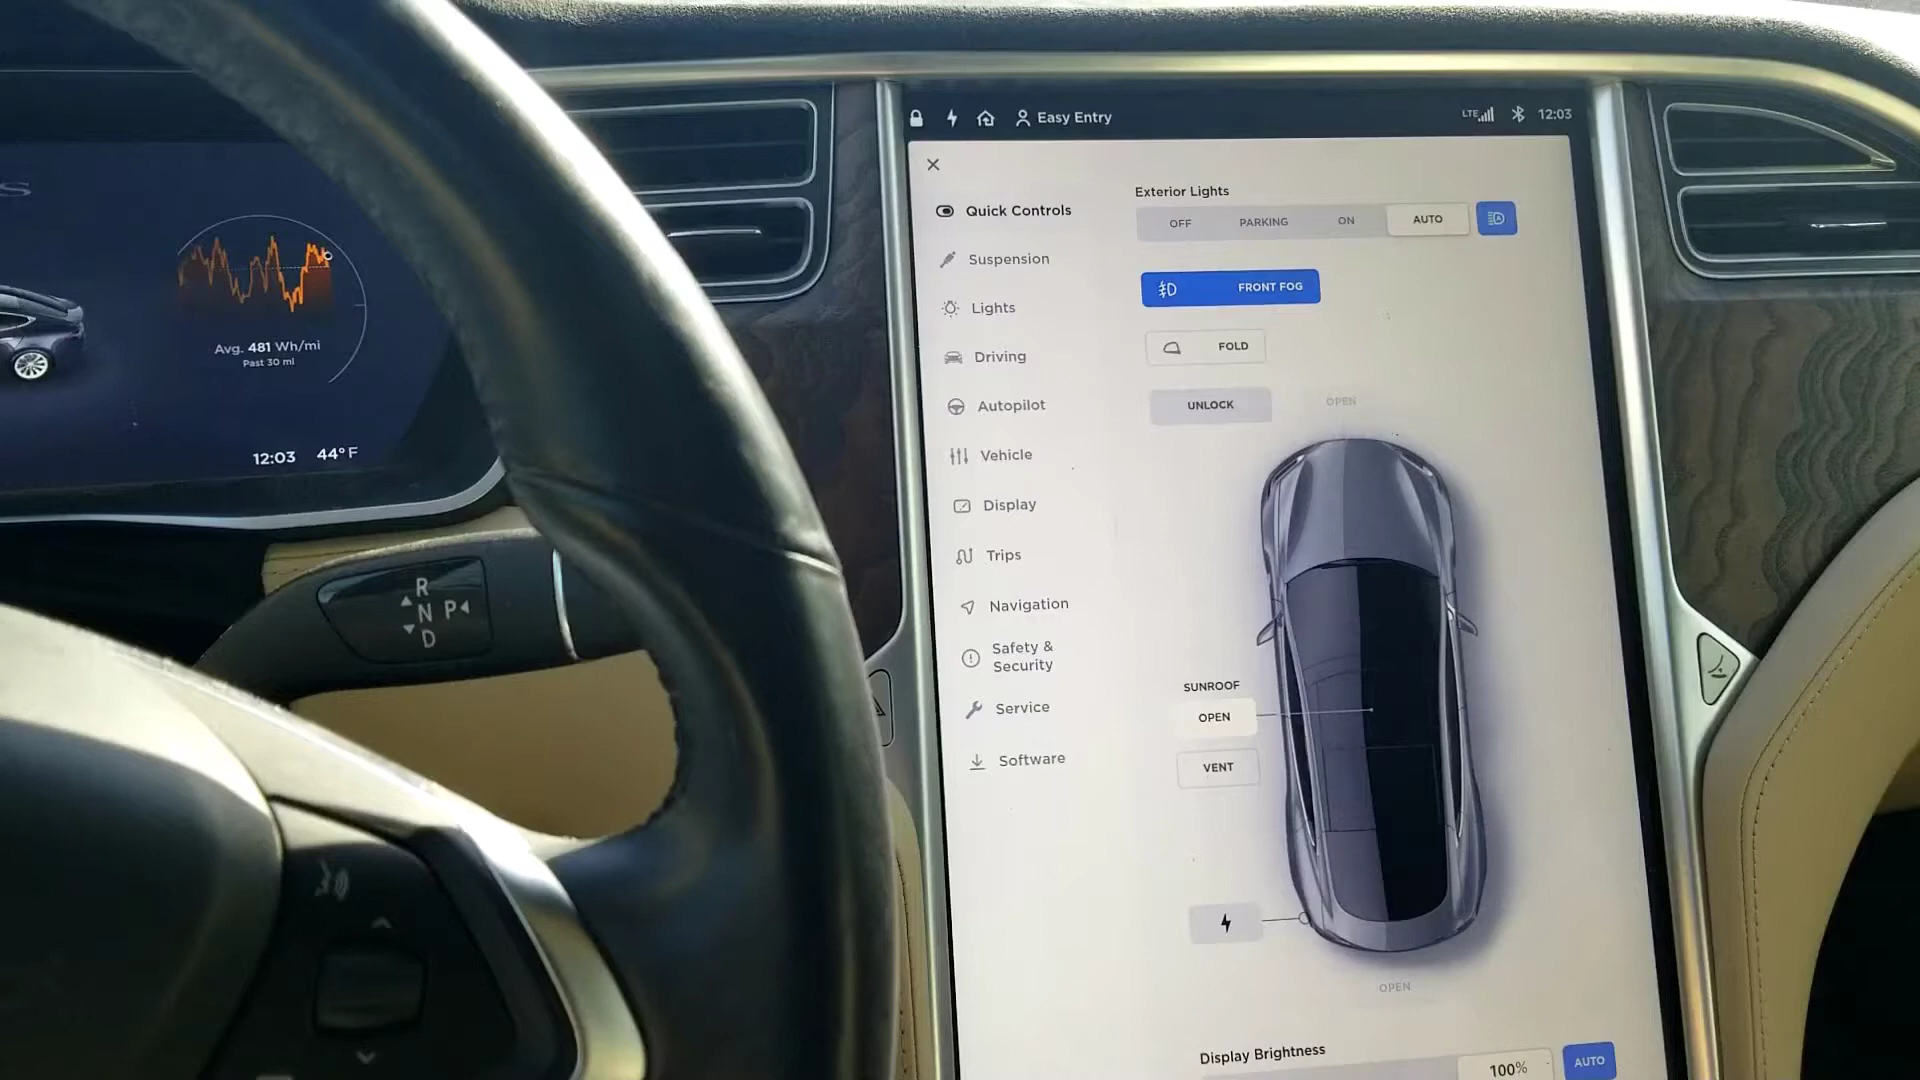 S
Avg. 481 Wh/mi
Past 30 mi
12:03 44°F
R
N P
D
Easy Entry
LTE 12:03
Quick Controls
Suspension
Lights
Driving
Autopilot
Vehicle
Display
Trips
Navigation
Safety &
Security
Service
Software
Exterior Lights
OFF PARKING ON AUTO
FRONT FOG
FOLD
UNLOCK OPEN
SUNROOF
OPEN
VENT
OPEN
Display Brightness
100% AUTO